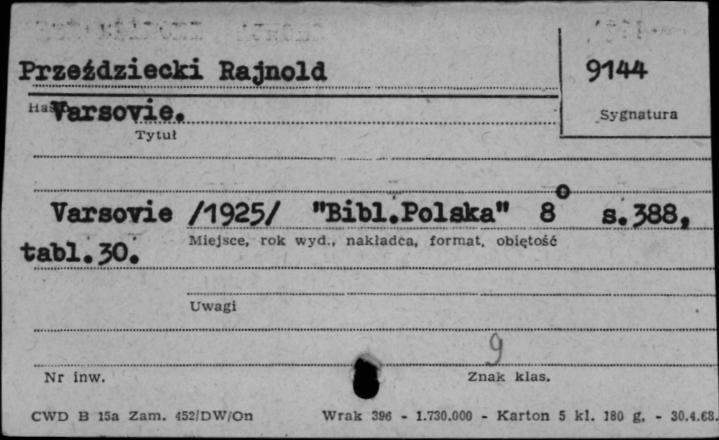 Przeździecki Rajnold
9144
Varsovie.
Sygnatura
Tytuł
Varsovie /1925/ "Bibl.Polska" 8° s.388,
Miejsce, rok wyd., nakładca, format, objętość
tabl.30.
Uwagi
9
Nr inw.
Znak klas.
CWD B 15a Zam. 452/DW/On Wrak 396 - 1.730.000 - Karton 5 kl. 180 g. - 30.4.68.